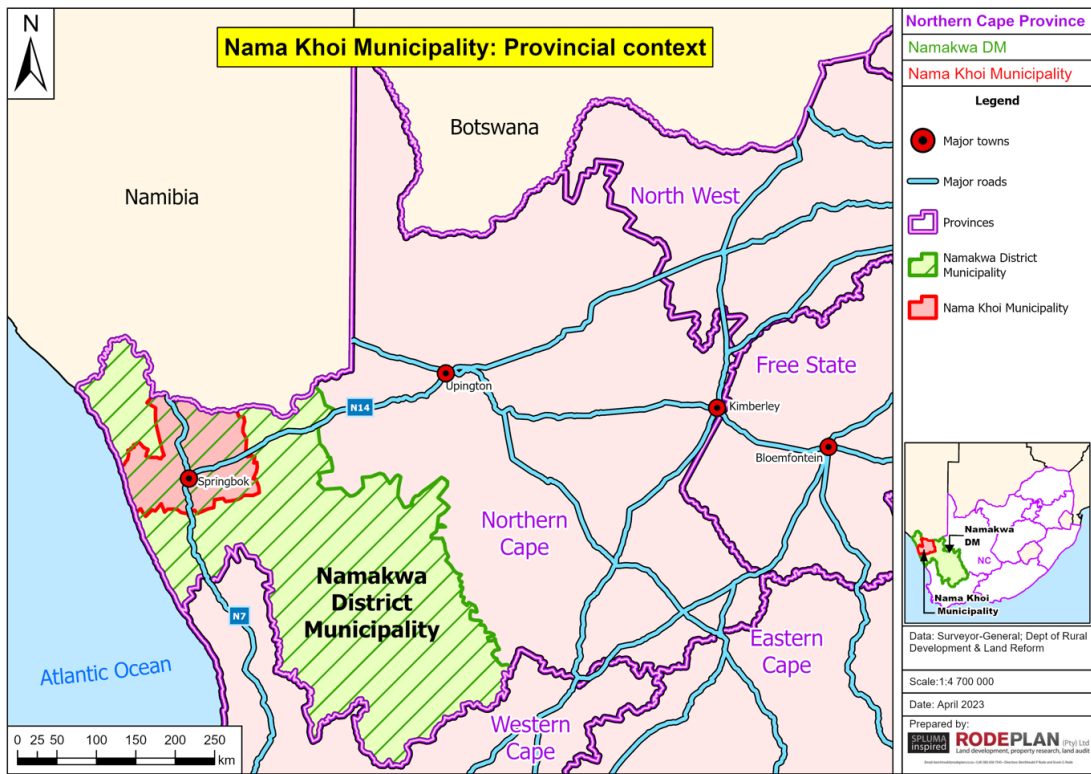 N
Nama Khoi Municipality: Provincial context
Namibia
Botswana
North West
Free State
Upington
Kimberley
Bloemfontein
N14
Springbok
Northern
Cape
Namakwa
District
Municipality
N7
Eastern
Cape
Western
Cape
Atlantic Ocean
0 25 50 100 150 200 250
km
Northern Cape Province
Namakwa DM
Nama Khoi Municipality
Legend
Major towns
Major roads
Provinces
Namakwa District
Municipality
Nama Khoi Municipality
Namakwa
DM
NC
Nama Khoi
Municipality
Data: Surveyor-General; Dept of Rural
Development & Land Reform
Scale:1:4 700 000
Date: April 2023
Prepared by:
SPLUMA
inspired
RODEPLAN (Pty) Ltd
Land development, property research, land audit